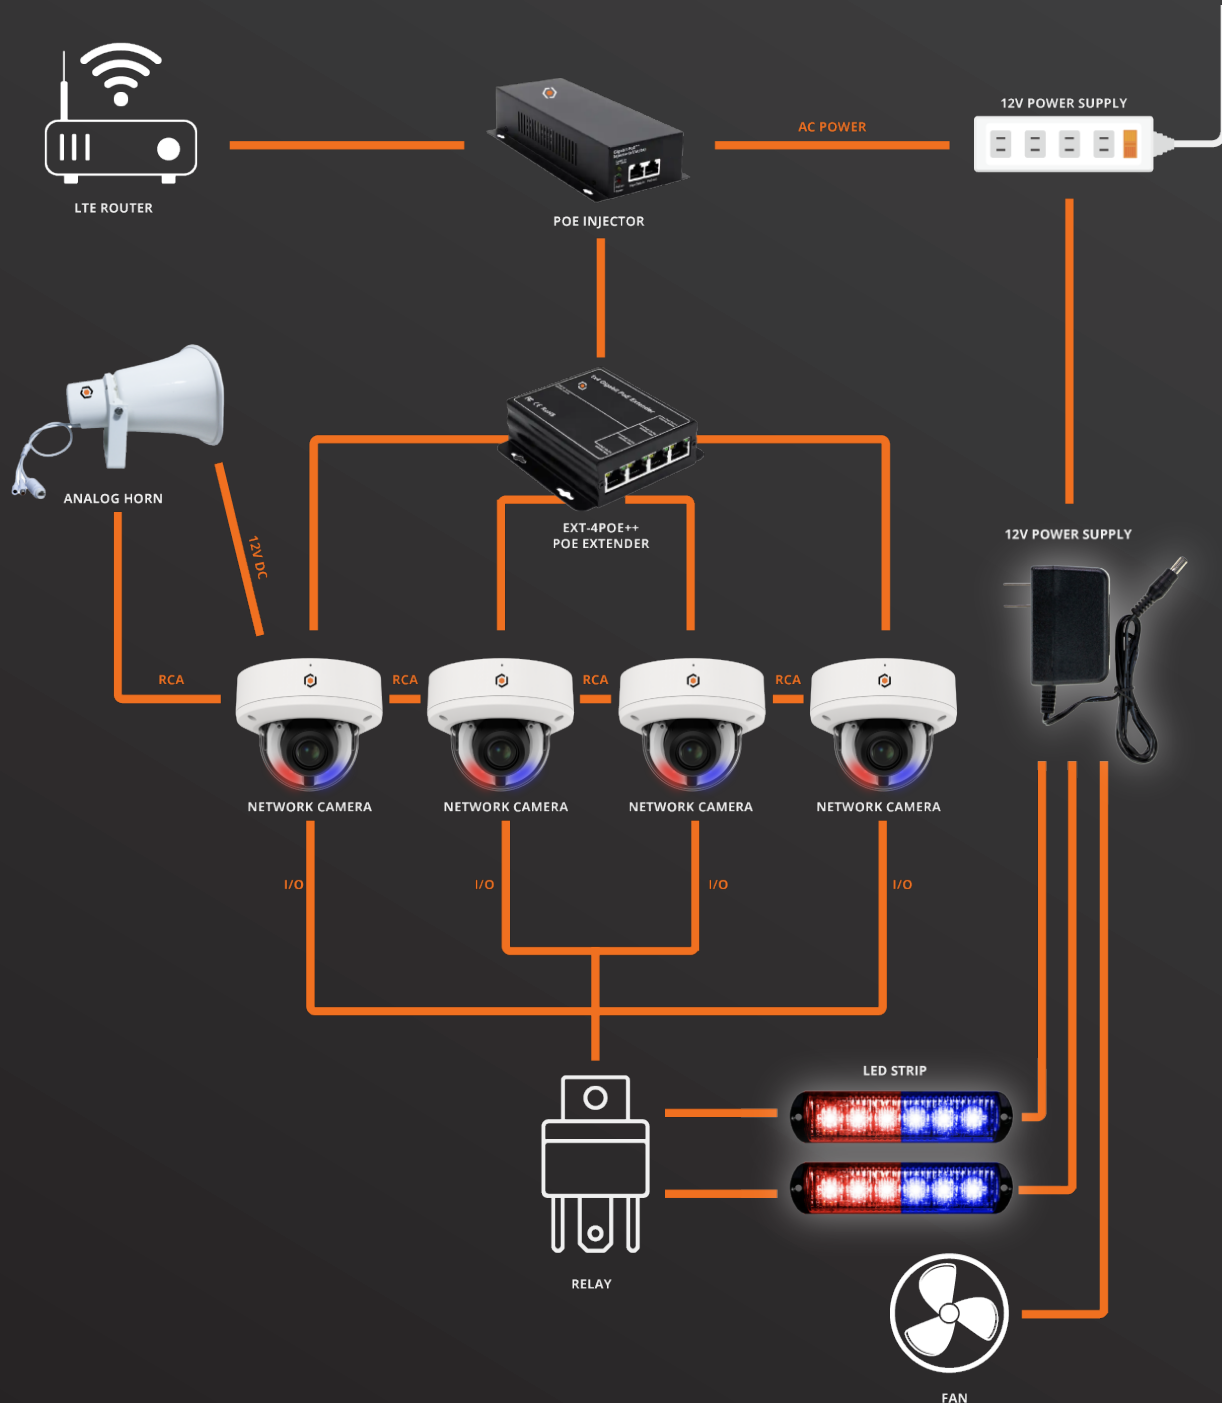 12V POWER SUPPLY
AC POWER
LTE ROUTER
POE INJECTOR
ANALOG HORN
12V DC
EXT-4POE++
POE EXTENDER
12V POWER SUPPLY
RCA
RCA
RCA
RCA
NETWORK CAMERA
NETWORK CAMERA
NETWORK CAMERA
NETWORK CAMERA
I/O
I/O
I/O
I/O
LED STRIP
RELAY
FAN